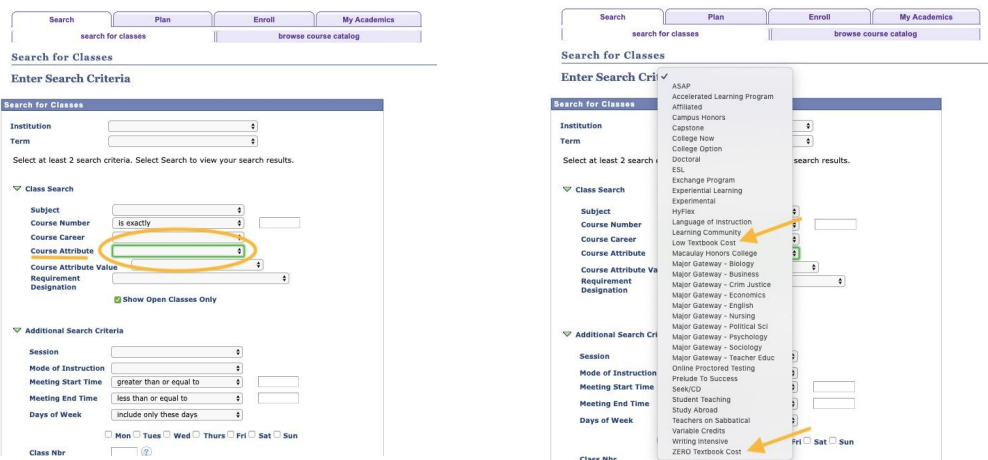 Search Plan Enroll My Academics
search for classes browse course catalog
Search for Classes
Enter Search Criteria
Search for Classes
Institution
Term
Select at least 2 search criteria. Select Search to view your search results.
Class Search
Subject
Course Number is exactly
Course Career
Course Attribute
Course Attribute Value
Requirement
Designation
Show Open Classes Only
Additional Search Criteria
Session
Mode of Instruction
Meeting Start Time greater than or equal to
Meeting End Time less than or equal to
Days of Week include only these days
Mon Tues Wed Thurs Fri Sat Sun
Class Nbr
Search Plan Enroll My Academics
search for classes browse course catalog
Search for Classes
Enter Search Crit
Search for Classes
Institution
Term
Select at least 2 search search results.
Class Search
Subject
Course Number
Course Career
Course Attribute
Course Attribute Va
Requirement
Designation
Additional Search Cri
Session
Mode of Instruction
Meeting Start Time
Meeting End Time
Days of Week
Fri Sat Sun
Class Nbr
ASAP
Accelerated Learning Program
Affiliated
Campus Honors
Capstone
College Now
College Option
Doctoral
ESL
Exchange Program
Experiential Learning
Experimental
HyFlex
Language of Instruction
Learning Community
Low Textbook Cost
Macaulay Honors College
Major Gateway - Biology
Major Gateway - Business
Major Gateway - Crim Justice
Major Gateway - Economics
Major Gateway - English
Major Gateway - Nursing
Major Gateway - Political Sci
Major Gateway - Psychology
Major Gateway - Sociology
Major Gateway - Teacher Educ
Online Proctored Testing
Prelude To Success
Seek/CD
Student Teaching
Study Abroad
Teachers on Sabbatical
Variable Credits
Writing Intensive
ZERO Textbook Cost